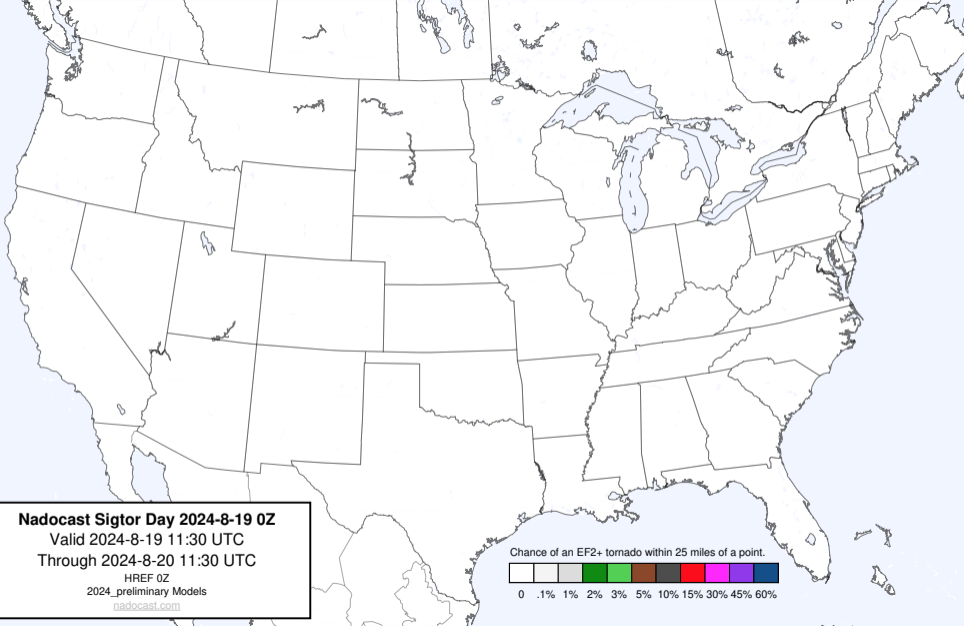 Nadocast Sigtor Day 2024-8-19 0Z
Valid 2024-8-19 11:30 UTC
Through 2024-8-20 11:30 UTC
HREF 0Z
2024_preliminary Models
nadocast.com
Chance of an EF2+ tornado within 25 miles of a point.
0 .1% 1% 2% 3% 5% 10% 15% 30% 45% 60%